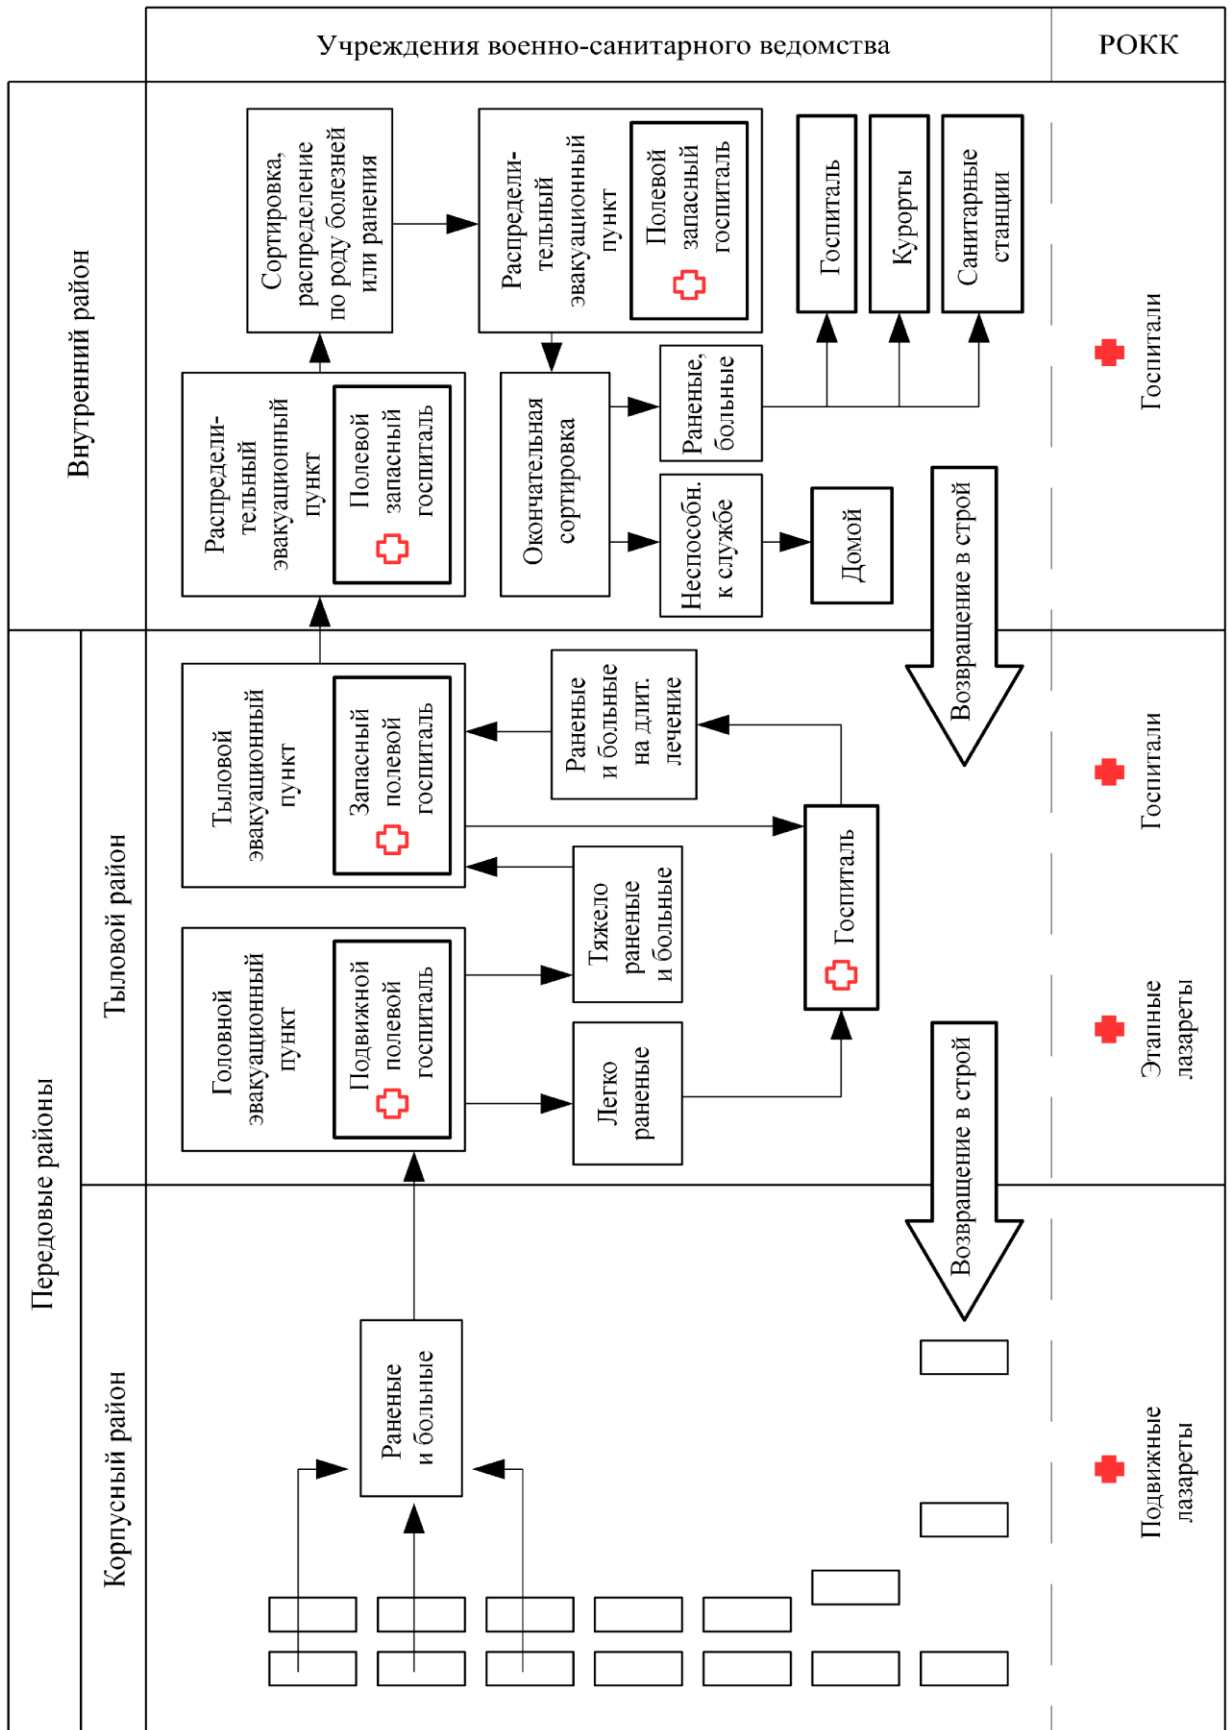 Учреждения военно-санитарного ведомства
РОКК
Передовые районы
Внутренний район
Корпусный район
Тыловой район
Раненые
и больные
Головной
эвакуационный
пункт
Подвижной
полевой
госпиталь
Тыловой
эвакуационный
пункт
Запасный
полевой
госпиталь
Легко
раненые
Тяжело
раненые
и больные
Раненые
и больные
на длит.
лечение
Госпиталь
Распредели-
тельный
эвакуационный
пункт
Полевой
запасный
госпиталь
Сортировка,
распределение
по роду болезней
или ранения
Распредели-
тельный
эвакуационный
пункт
Полевой
запасный
госпиталь
Окончательная
сортировка
Неспособн.
к службе
Раненые,
больные
Домой
Госпиталь
Курорты
Санитарные
станции
Возвращение в строй
Возвращение в строй
Подвижные
лазареты
Этапные
лазареты
Госпитали
Госпитали